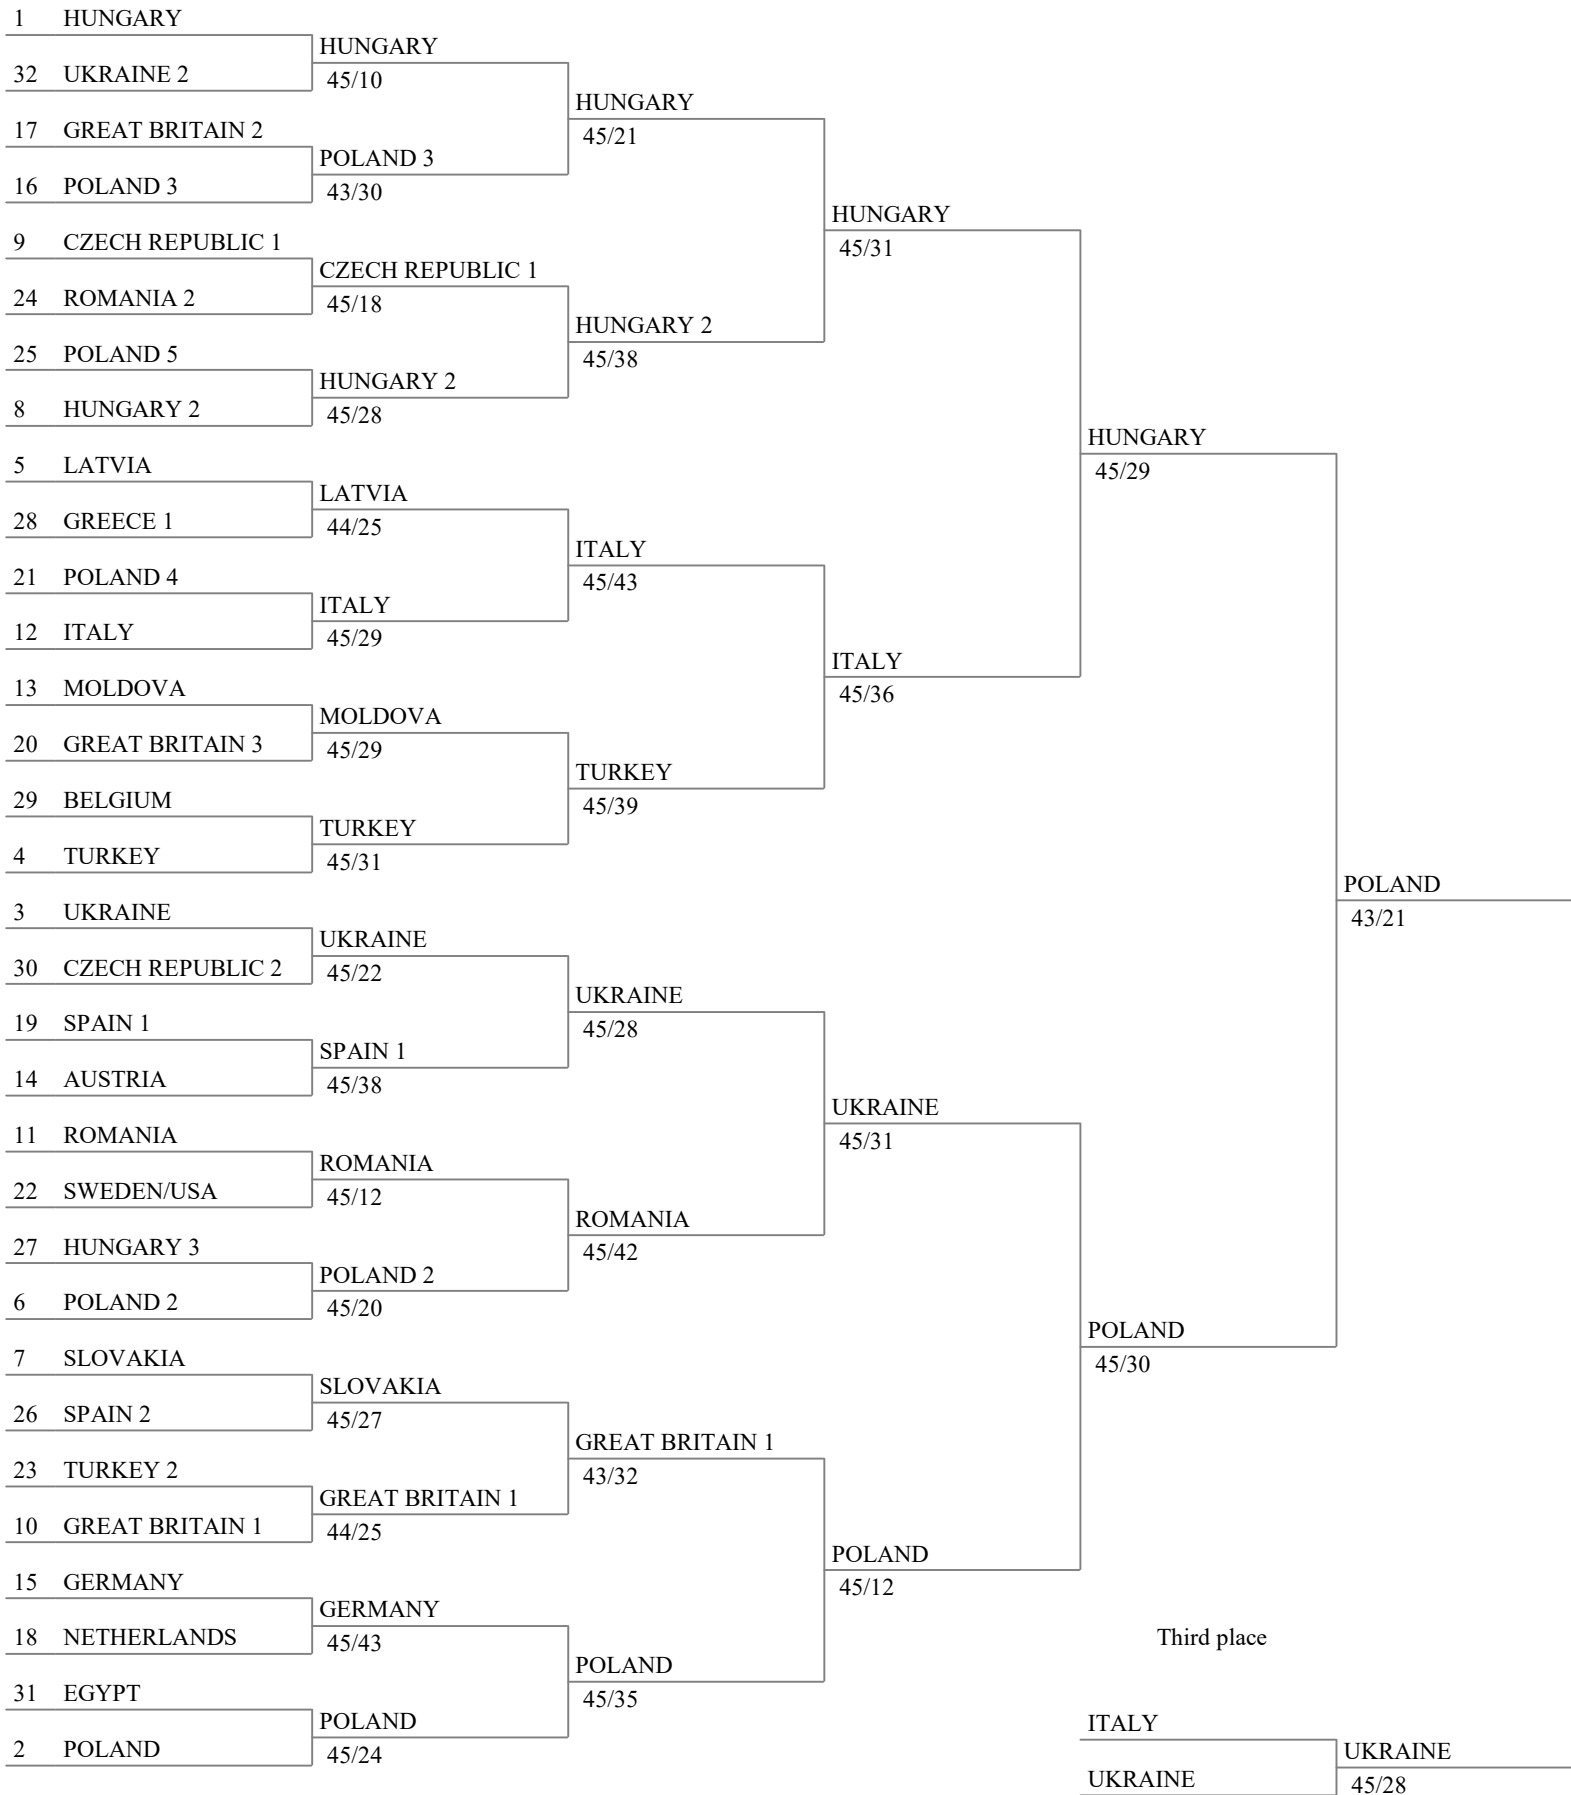 1 HUNGARY
HUNGARY
32 UKRAINE 2
45/10
HUNGARY
17 GREAT BRITAIN 2
45/21
POLAND 3
16 POLAND 3
43/30
HUNGARY
9 CZECH REPUBLIC 1
45/31
CZECH REPUBLIC 1
24 ROMANIA 2
45/18
HUNGARY 2
25 POLAND 5
45/38
HUNGARY 2
8 HUNGARY 2
45/28
HUNGARY
5 LATVIA
45/29
LATVIA
28 GREECE 1
44/25
ITALY
21 POLAND 4
45/43
ITALY
12 ITALY
45/29
ITALY
13 MOLDOVA
45/36
MOLDOVA
20 GREAT BRITAIN 3
45/29
TURKEY
29 BELGIUM
45/39
TURKEY
4 TURKEY
45/31
POLAND
3 UKRAINE
43/21
UKRAINE
30 CZECH REPUBLIC 2
45/22
UKRAINE
19 SPAIN 1
45/28
SPAIN 1
14 AUSTRIA
45/38
UKRAINE
11 ROMANIA
45/31
ROMANIA
22 SWEDEN/USA
45/12
ROMANIA
27 HUNGARY 3
45/42
POLAND 2
6 POLAND 2
45/20
POLAND
7 SLOVAKIA
45/30
SLOVAKIA
26 SPAIN 2
45/27
GREAT BRITAIN 1
23 TURKEY 2
43/32
GREAT BRITAIN 1
10 GREAT BRITAIN 1
44/25
POLAND
15 GERMANY
45/12
GERMANY
18 NETHERLANDS
45/43
Third place
POLAND
31 EGYPT
45/35
POLAND
ITALY
2 POLAND
45/24
UKRAINE
UKRAINE
45/28